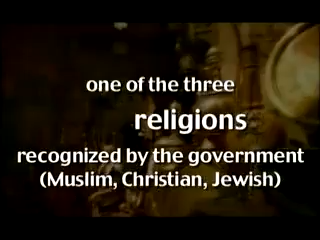 one of the three
religions
recognized by the government
(Muslim, Christian, Jewish)